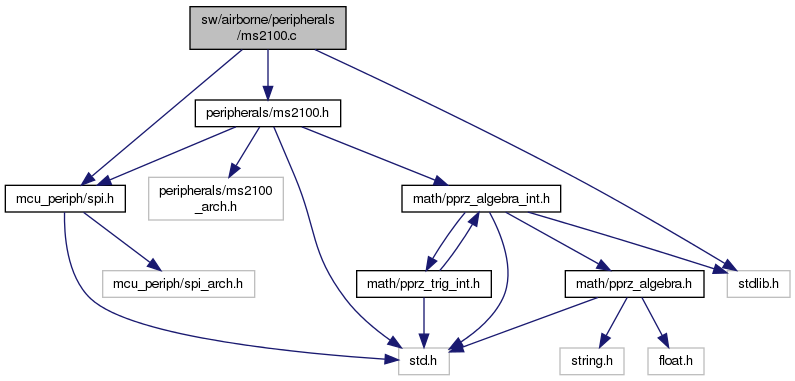 sw/airborne/peripherals
/ms2100.c
peripherals/ms2100.h
mcu_periph/spi.h
peripherals/ms2100
_arch.h
math/pprz_algebra_int.h
mcu_periph/spi_arch.h
math/pprz_trig_int.h
math/pprz_algebra.h
stdlib.h
std.h
string.h
float.h